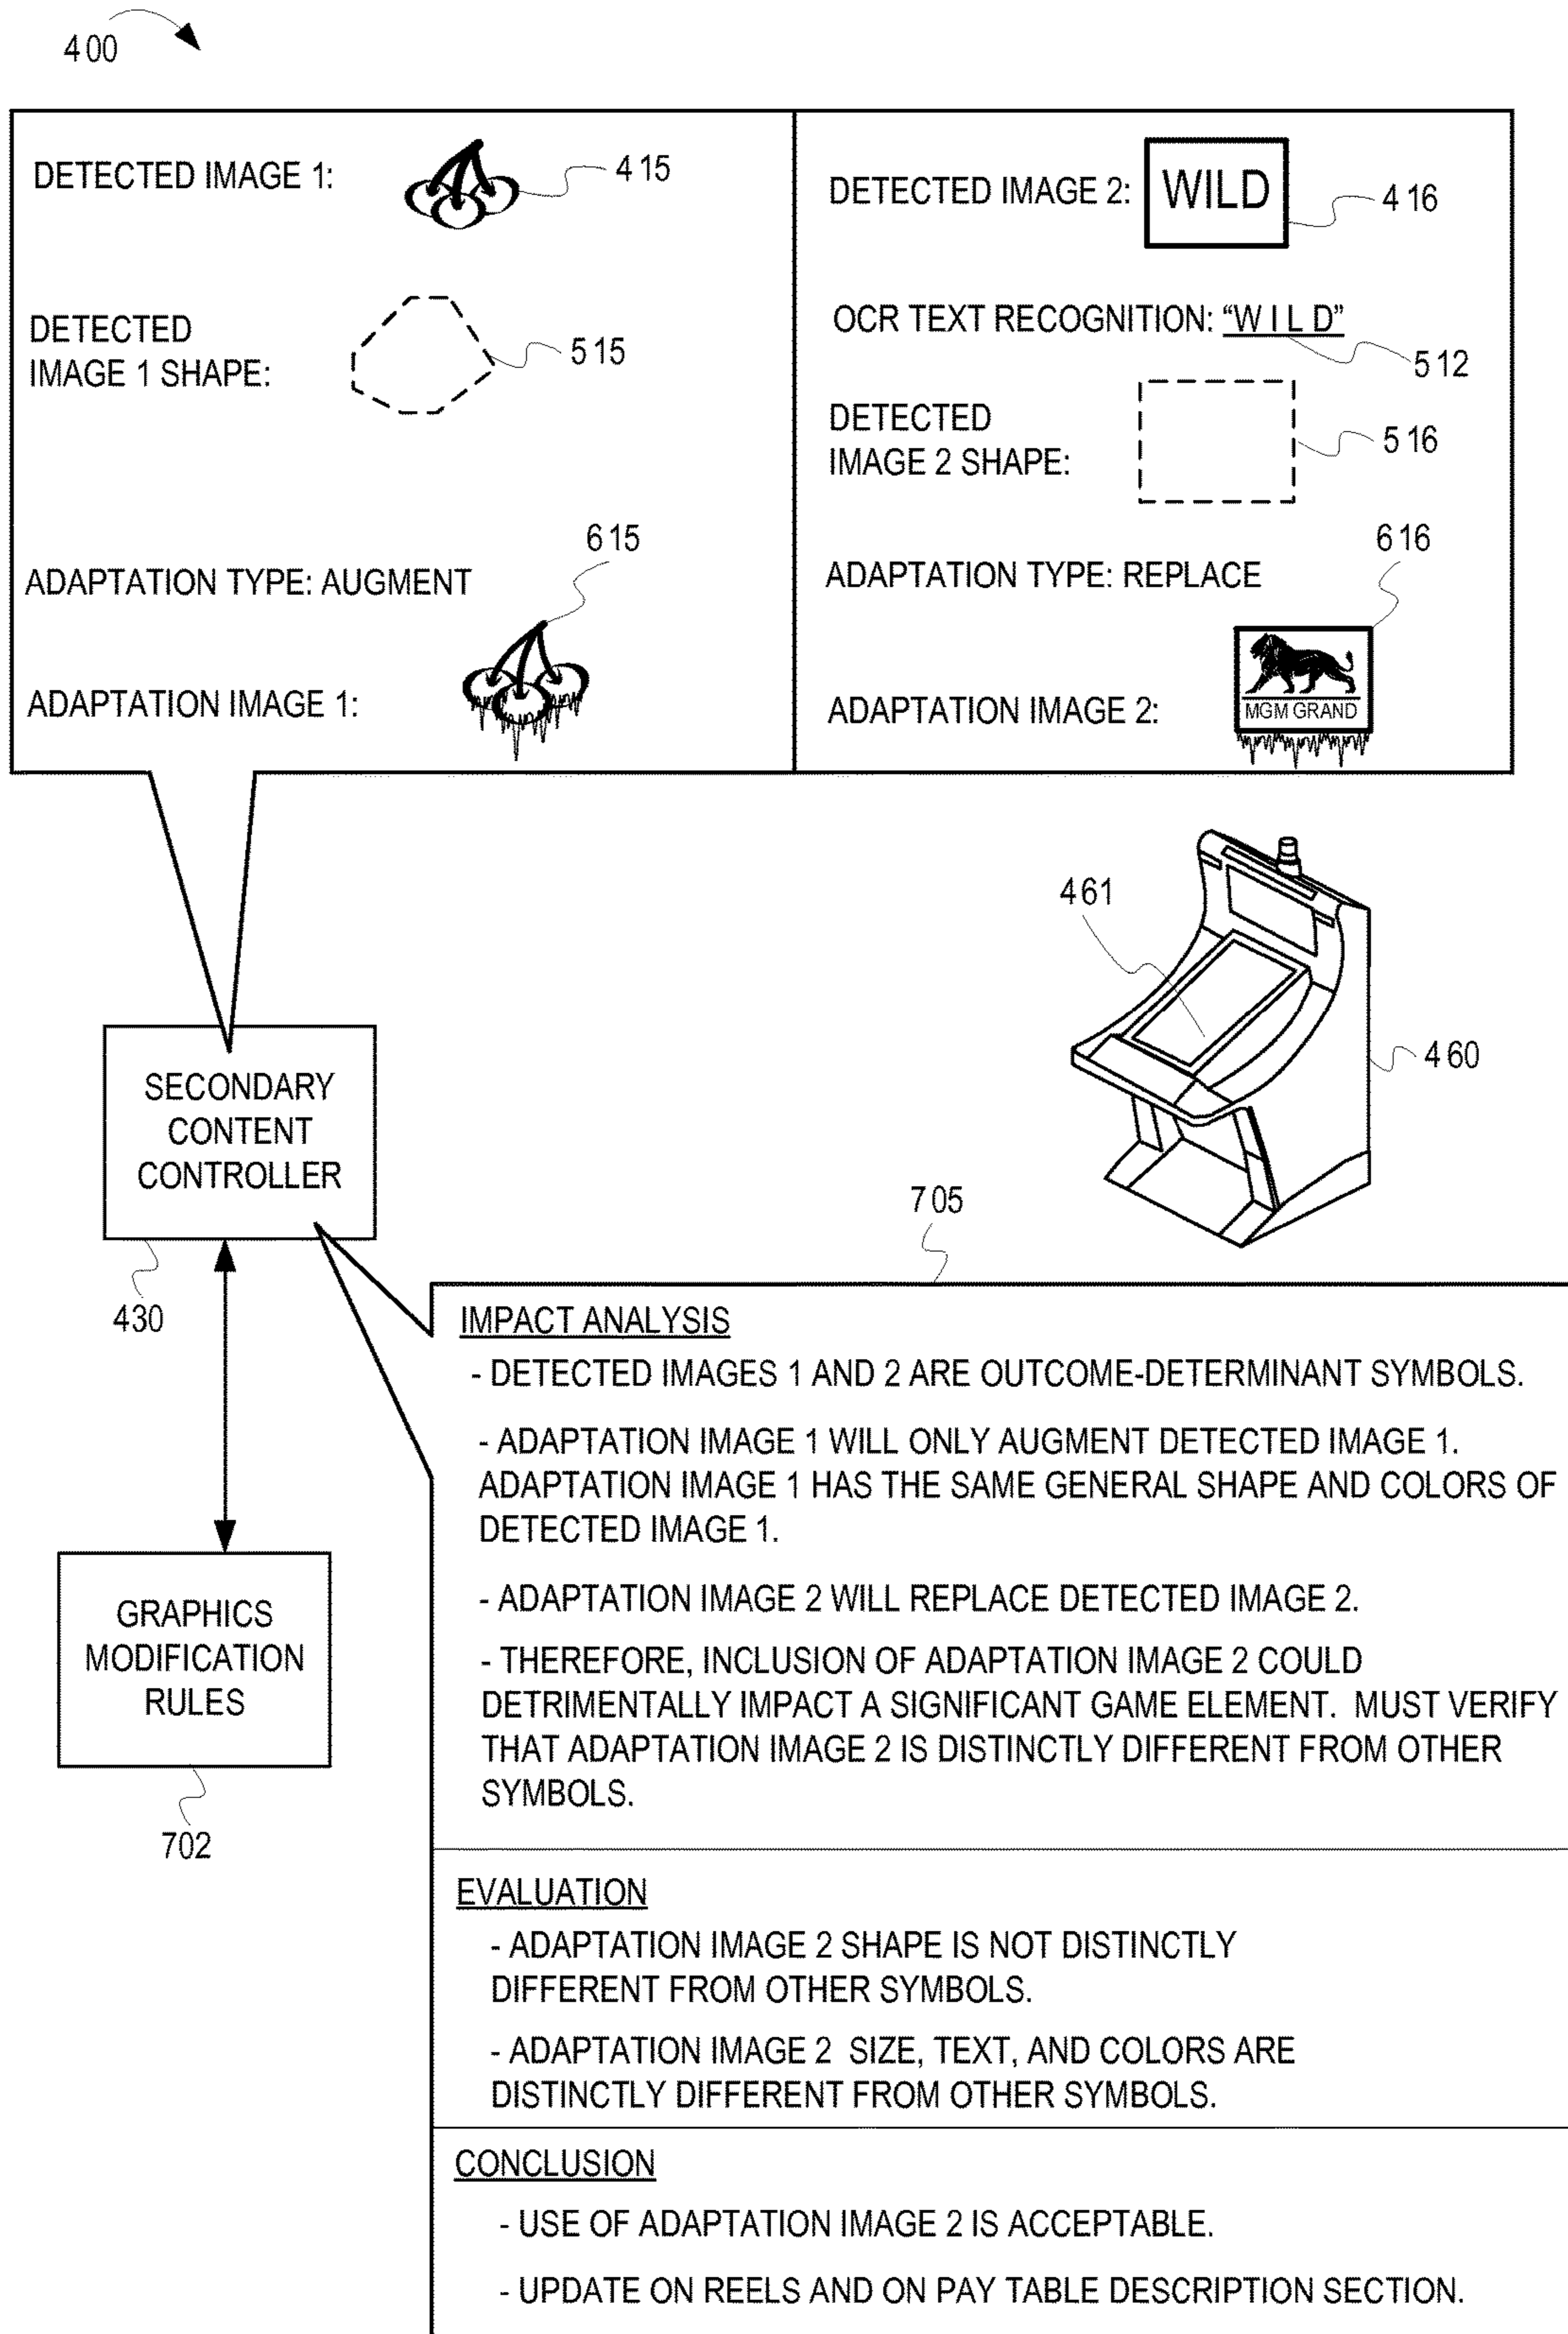 400
DETECTED IMAGE 1:
415
DETECTED
IMAGE 1 SHAPE:
515
615
ADAPTATION TYPE: AUGMENT
ADAPTATION IMAGE 1:
DETECTED IMAGE 2:
WILD
416
OCR TEXT RECOGNITION: “W I L D”
512
DETECTED
IMAGE 2 SHAPE:
516
616
ADAPTATION TYPE: REPLACE
ADAPTATION IMAGE 2:
MGM GRAND
461
460
SECONDARY
CONTENT
CONTROLLER
430
GRAPHICS
MODIFICATION
RULES
702
705
IMPACT ANALYSIS
- DETECTED IMAGES 1 AND 2 ARE OUTCOME-DETERMINANT SYMBOLS.
- ADAPTATION IMAGE 1 WILL ONLY AUGMENT DETECTED IMAGE 1.
ADAPTATION IMAGE 1 HAS THE SAME GENERAL SHAPE AND COLORS OF
DETECTED IMAGE 1.
- ADAPTATION IMAGE 2 WILL REPLACE DETECTED IMAGE 2.
- THEREFORE, INCLUSION OF ADAPTATION IMAGE 2 COULD
DETRIMENTALLY IMPACT A SIGNIFICANT GAME ELEMENT. MUST VERIFY
THAT ADAPTATION IMAGE 2 IS DISTINCTLY DIFFERENT FROM OTHER
SYMBOLS.
EVALUATION
- ADAPTATION IMAGE 2 SHAPE IS NOT DISTINCTLY
DIFFERENT FROM OTHER SYMBOLS.
- ADAPTATION IMAGE 2 SIZE, TEXT, AND COLORS ARE
DISTINCTLY DIFFERENT FROM OTHER SYMBOLS.
CONCLUSION
- USE OF ADAPTATION IMAGE 2 IS ACCEPTABLE.
- UPDATE ON REELS AND ON PAY TABLE DESCRIPTION SECTION.